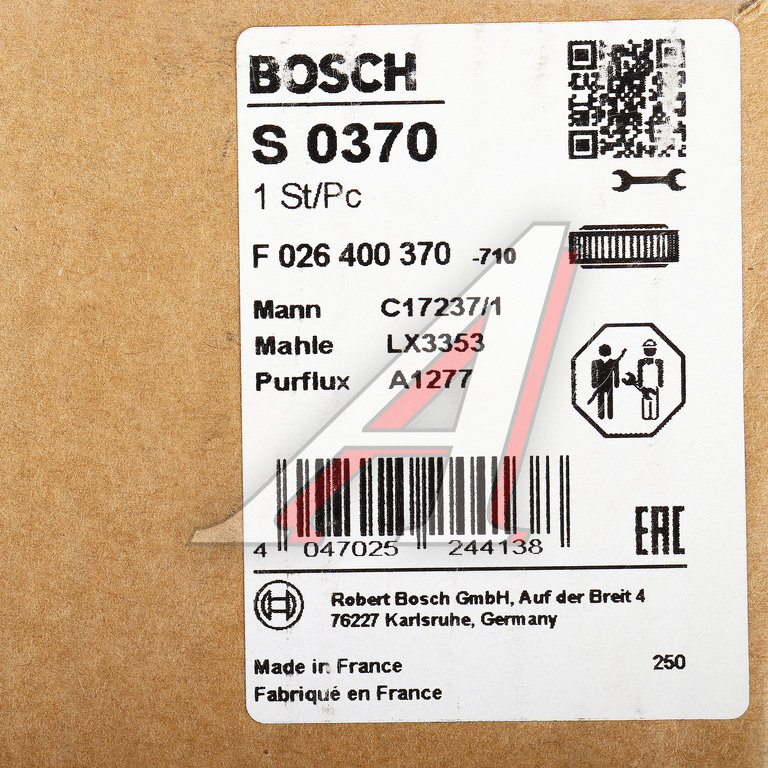 BOSCH
S 0370
1 St/Pc
F 026 400 370 -710
Mann C17237/1
Mahle LX3353
Purflux A1277
4 047025 244138
EAC
Robert Bosch GmbH, Auf der Breit 4
76227 Karlsruhe, Germany
Made in France 250
Fabriqué en France